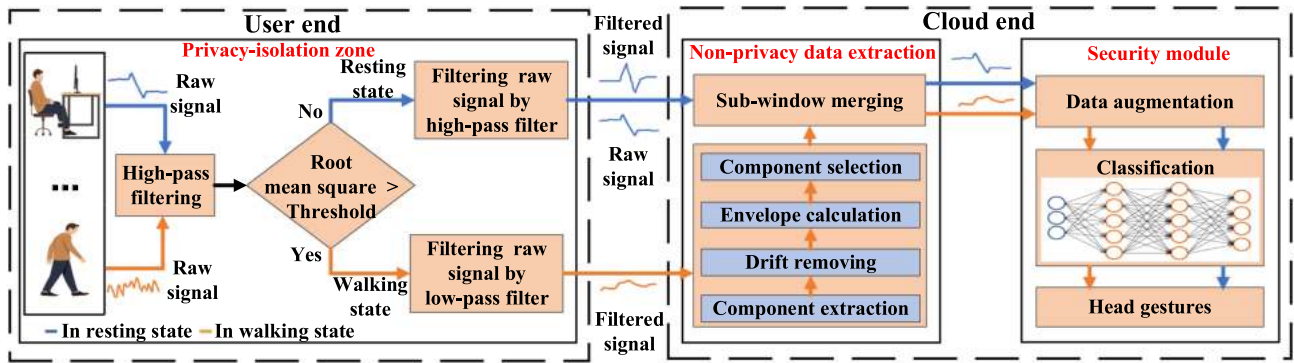 User end
Privacy-isolation zone
Raw
signal
High-pass
filtering
Raw
signal
No
Resting
state
Root
mean square >
Threshold
Yes
Walking
state
Filtering raw
signal by
high-pass filter
Filtering raw
signal by
low-pass filter
In resting state
In walking state
Filtered
signal
Raw
signal
Filtered
signal
Cloud end
Non-privacy data extraction
Sub-window merging
Component selection
Envelope calculation
Drift removing
Component extraction
Security module
Data augmentation
Classification
Head gestures